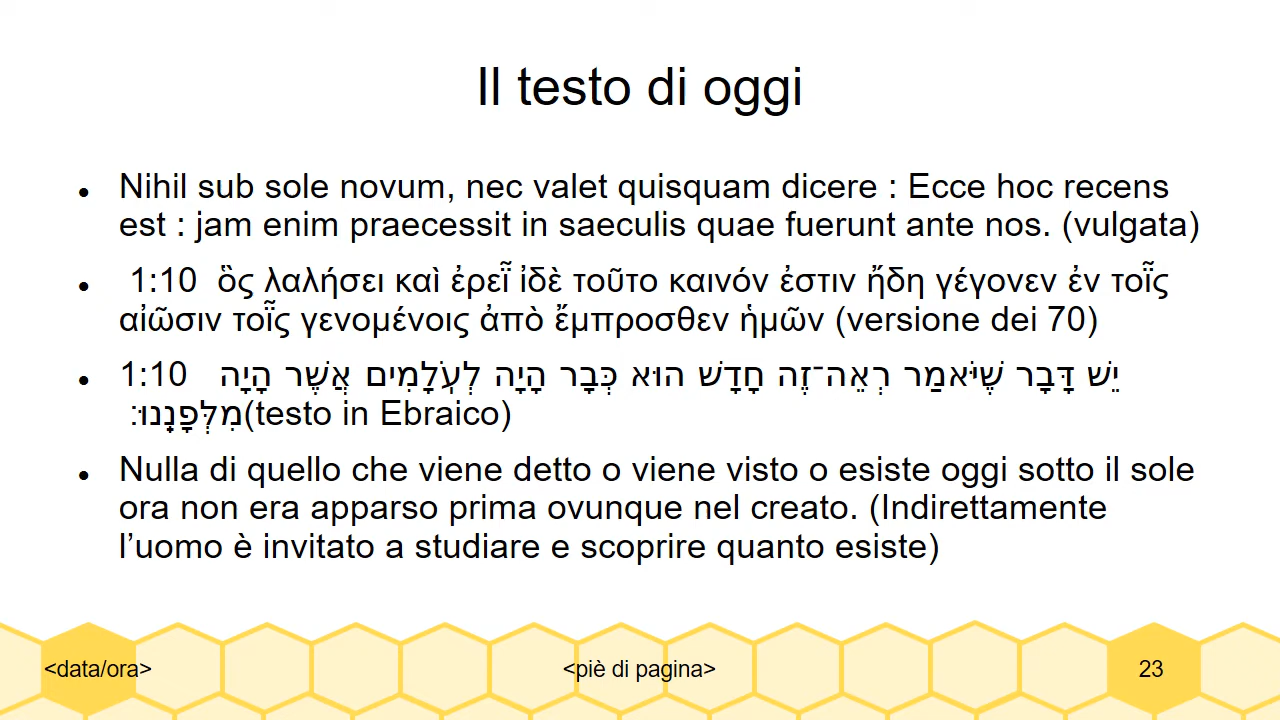 Il testo di oggi
● Nihil sub sole novum, nec valet quisquam dicere : Ecce hoc recens
est : jam enim praecessit in saeculis quae fuerunt ante nos. (vulgata)
● 1:10 ὃς λαλήσει καὶ ἐρεῖ̈ ἰδὲ τοῦτο καινόν ἐστιν ἤδη γέγονεν ἐν τοῖ̈ς
αἰῶσιν τοῖ̈ς γενομένοις ἀπὸ ἔμπροσθεν ἡμῶν (versione dei 70)
● 1:10 יֵ֥שׁ דָּבָ֛ר שֶׁיֹּאמַ֥ר רְאֵה־זֶ֖ה חָדָ֣שׁ ה֑וּא כְּבָר֙ הָיָ֣ה לְעֹֽלָמִ֔ים אֲשֶׁ֥ר הָיָ֖ה
מִלְּפָנֵֽנוּ׃ (testo in Ebraico)
● Nulla di quello che viene detto o viene visto o esiste oggi sotto il sole
ora non era apparso prima ovunque nel creato. (Indirettamente
l’uomo è invitato a studiare e scoprire quanto esiste)
<data/ora>
<piè di pagina>
23